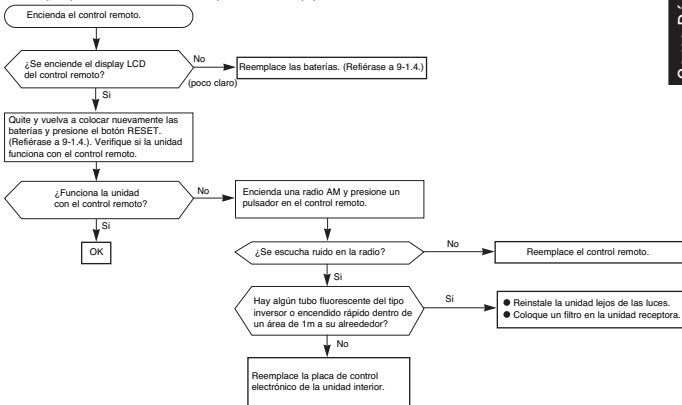 Encienda el control remoto.
¿Se enciende el display LCD
del control remoto?
No
(poco claro)
Reemplace las baterías. (Refiérase a 9-1.4.)
Si
Quite y vuelva a colocar nuevamente las
baterías y presione el botón RESET.
(Refiérase a 9-1.4.). Verifique si la unidad
funciona con el control remoto.
¿Funciona la unidad
con el control remoto?
No
Encienda una radio AM y presione un
pulsador en el control remoto.
Si
OK
¿Se escucha ruido en la radio?
No
Reemplace el control remoto.
Si
Hay algún tubo fluorescente del tipo
inversor o encendido rápido dentro de
un área de 1m a su alreededor?
Si
● Reinstale la unidad lejos de las luces.
● Coloque un filtro en la unidad receptora.
No
Reemplace la placa de control
electrónico de la unidad interior.